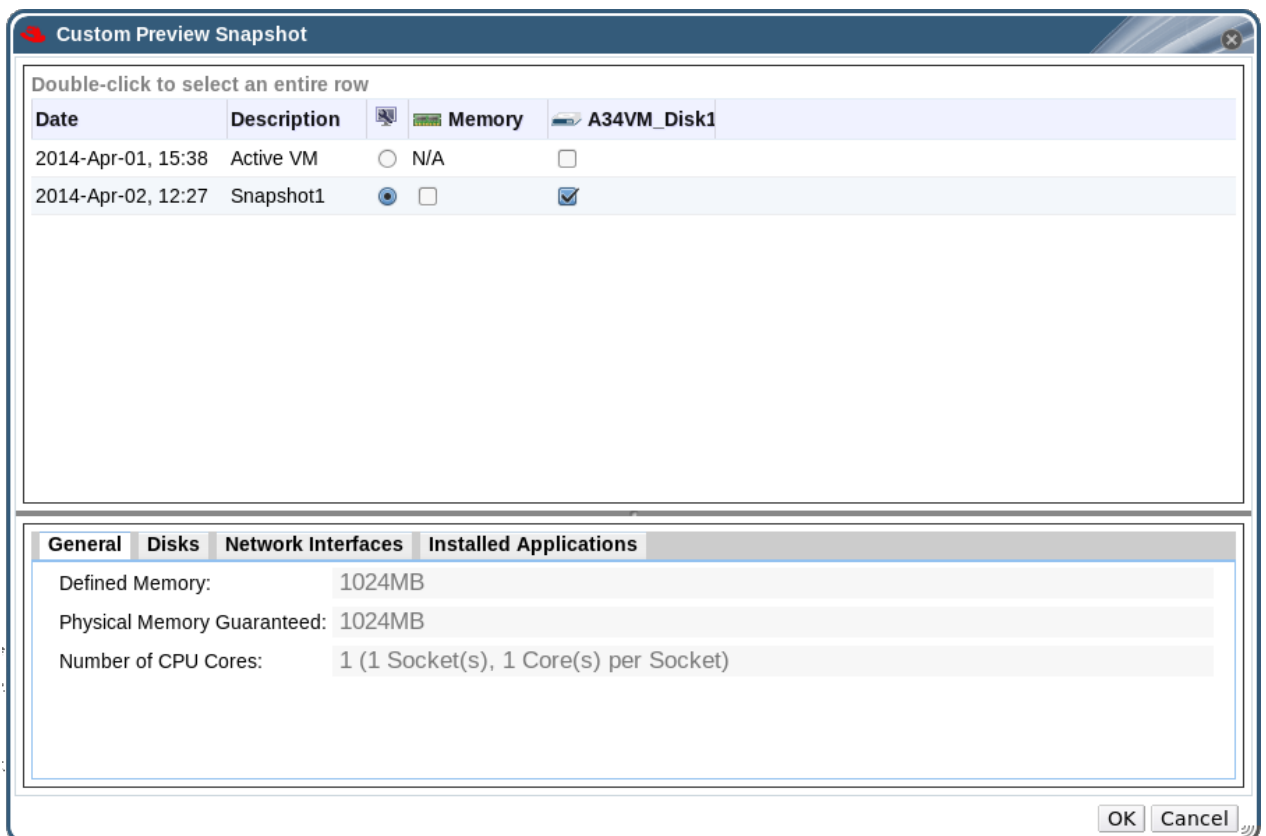 Custom Preview Snapshot
Double-click to select an entire row
Date Description Memory A34VM_Disk1
2014-Apr-01, 15:38 Active VM N/A
2014-Apr-02, 12:27 Snapshot1
General Disks Network Interfaces Installed Applications
Defined Memory: 1024MB
Physical Memory Guaranteed: 1024MB
Number of CPU Cores: 1 (1 Socket(s), 1 Core(s) per Socket)
OK Cancel